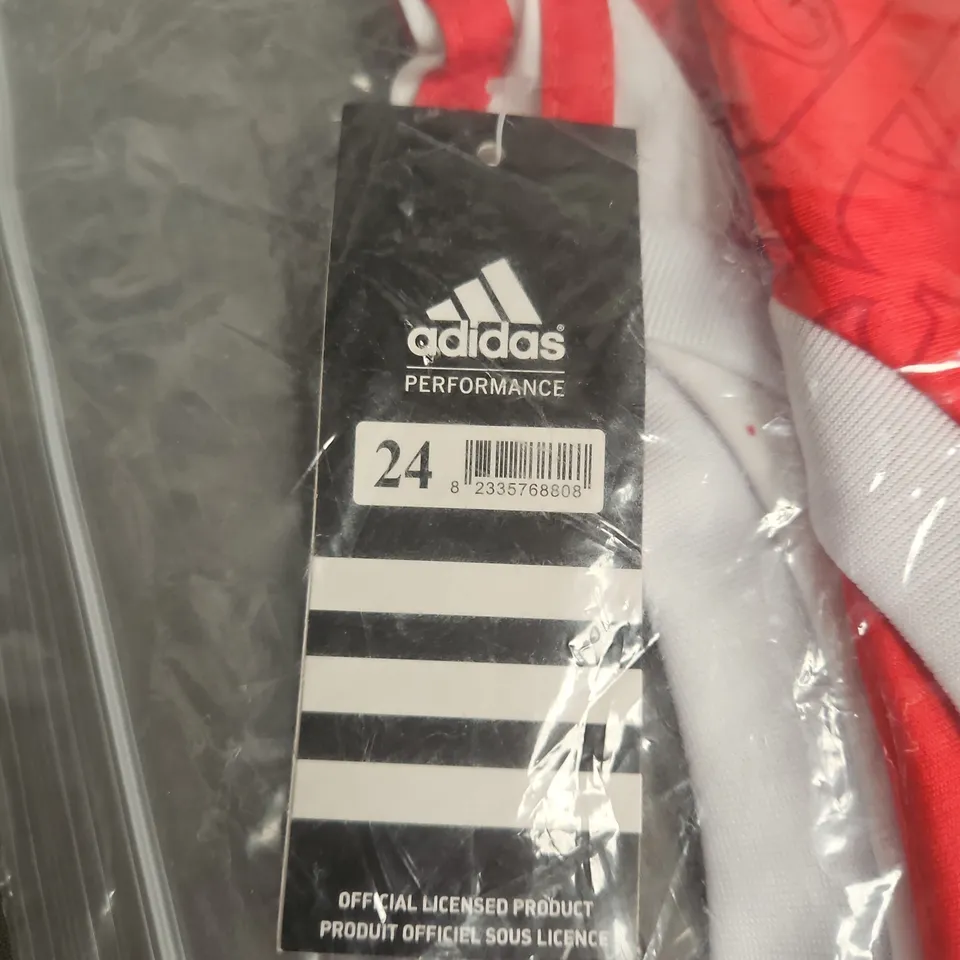 adidas®
PERFORMANCE
24
8 2335768808
OFFICIAL LICENSED PRODUCT
PRODUIT OFFICIEL SOUS LICENCE